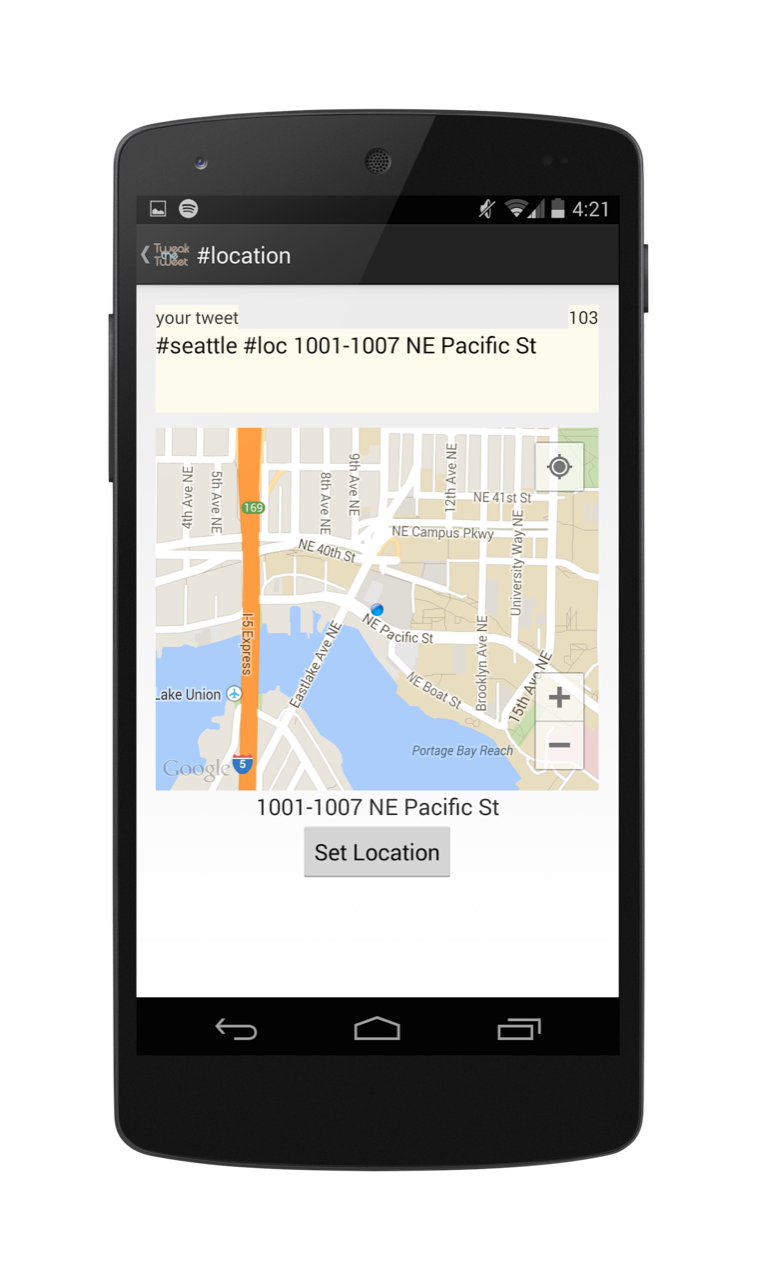 4:21
Tweak
the
Tweet
#location
your tweet 103
#seattle #loc 1001-1007 NE Pacific St
4th Ave NE
5th Ave NE
8th Ave NE
9th Ave NE
12th Ave NE
NE 41st St
169
NE Campus Pkwy
NE 40th St
University Way NE
I-5 Express
NE Pacific St
Eastlake Ave NE
Brooklyn Ave NE
15th Ave NE
NE Boat St
Lake Union
+
Portage Bay Reach
−
Google
5
1001-1007 NE Pacific St
Set Location